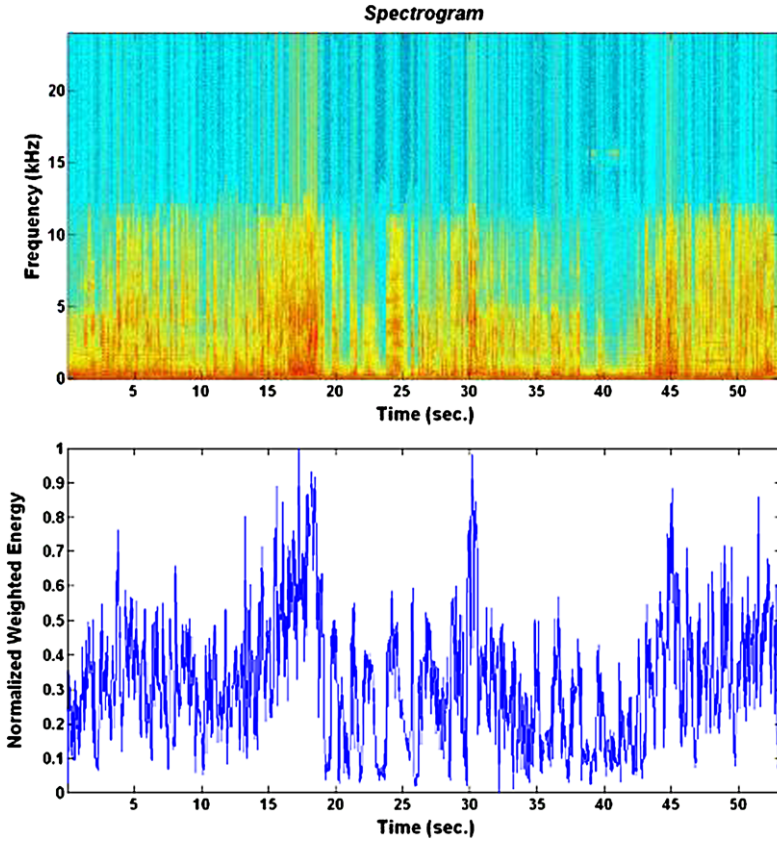 Spectrogram
Frequency (kHz)
20
15
10
5
0
5 10 15 20 25 30 35 40 45 50
Time (sec.)
Normalized Weighted Energy
1
0.9
0.8
0.7
0.6
0.5
0.4
0.3
0.2
0.1
0
5 10 15 20 25 30 35 40 45 50
Time (sec.)